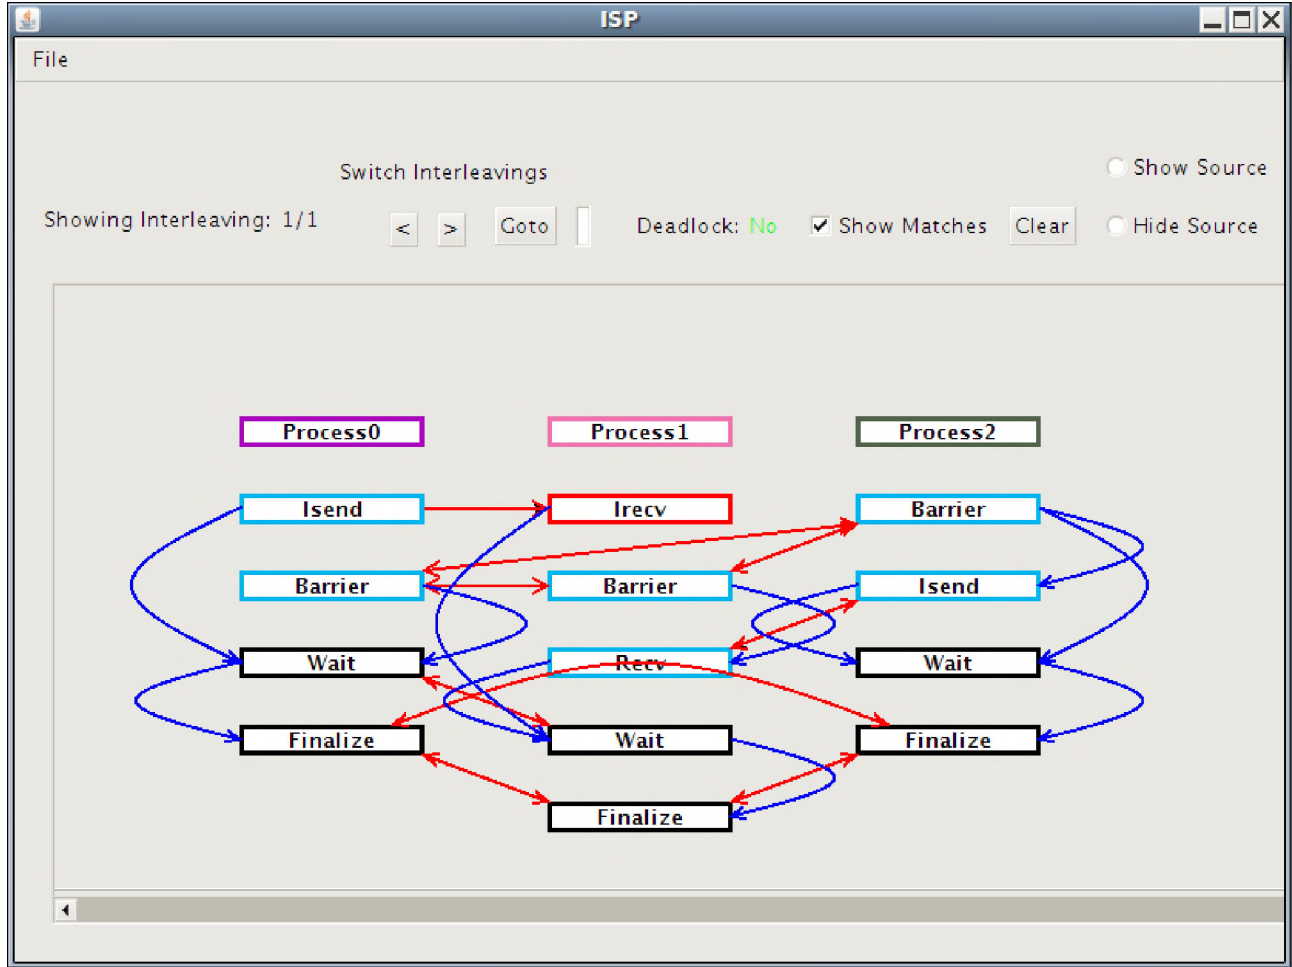 ISP
File
Switch Interleavings
Show Source
Showing Interleaving: 1/1
< > Goto Deadlock: No Show Matches Clear Hide Source
Process0 Process1 Process2
Isend Irecv Barrier
Barrier Barrier Isend
Wait Recv Wait
Finalize Wait Finalize
Finalize